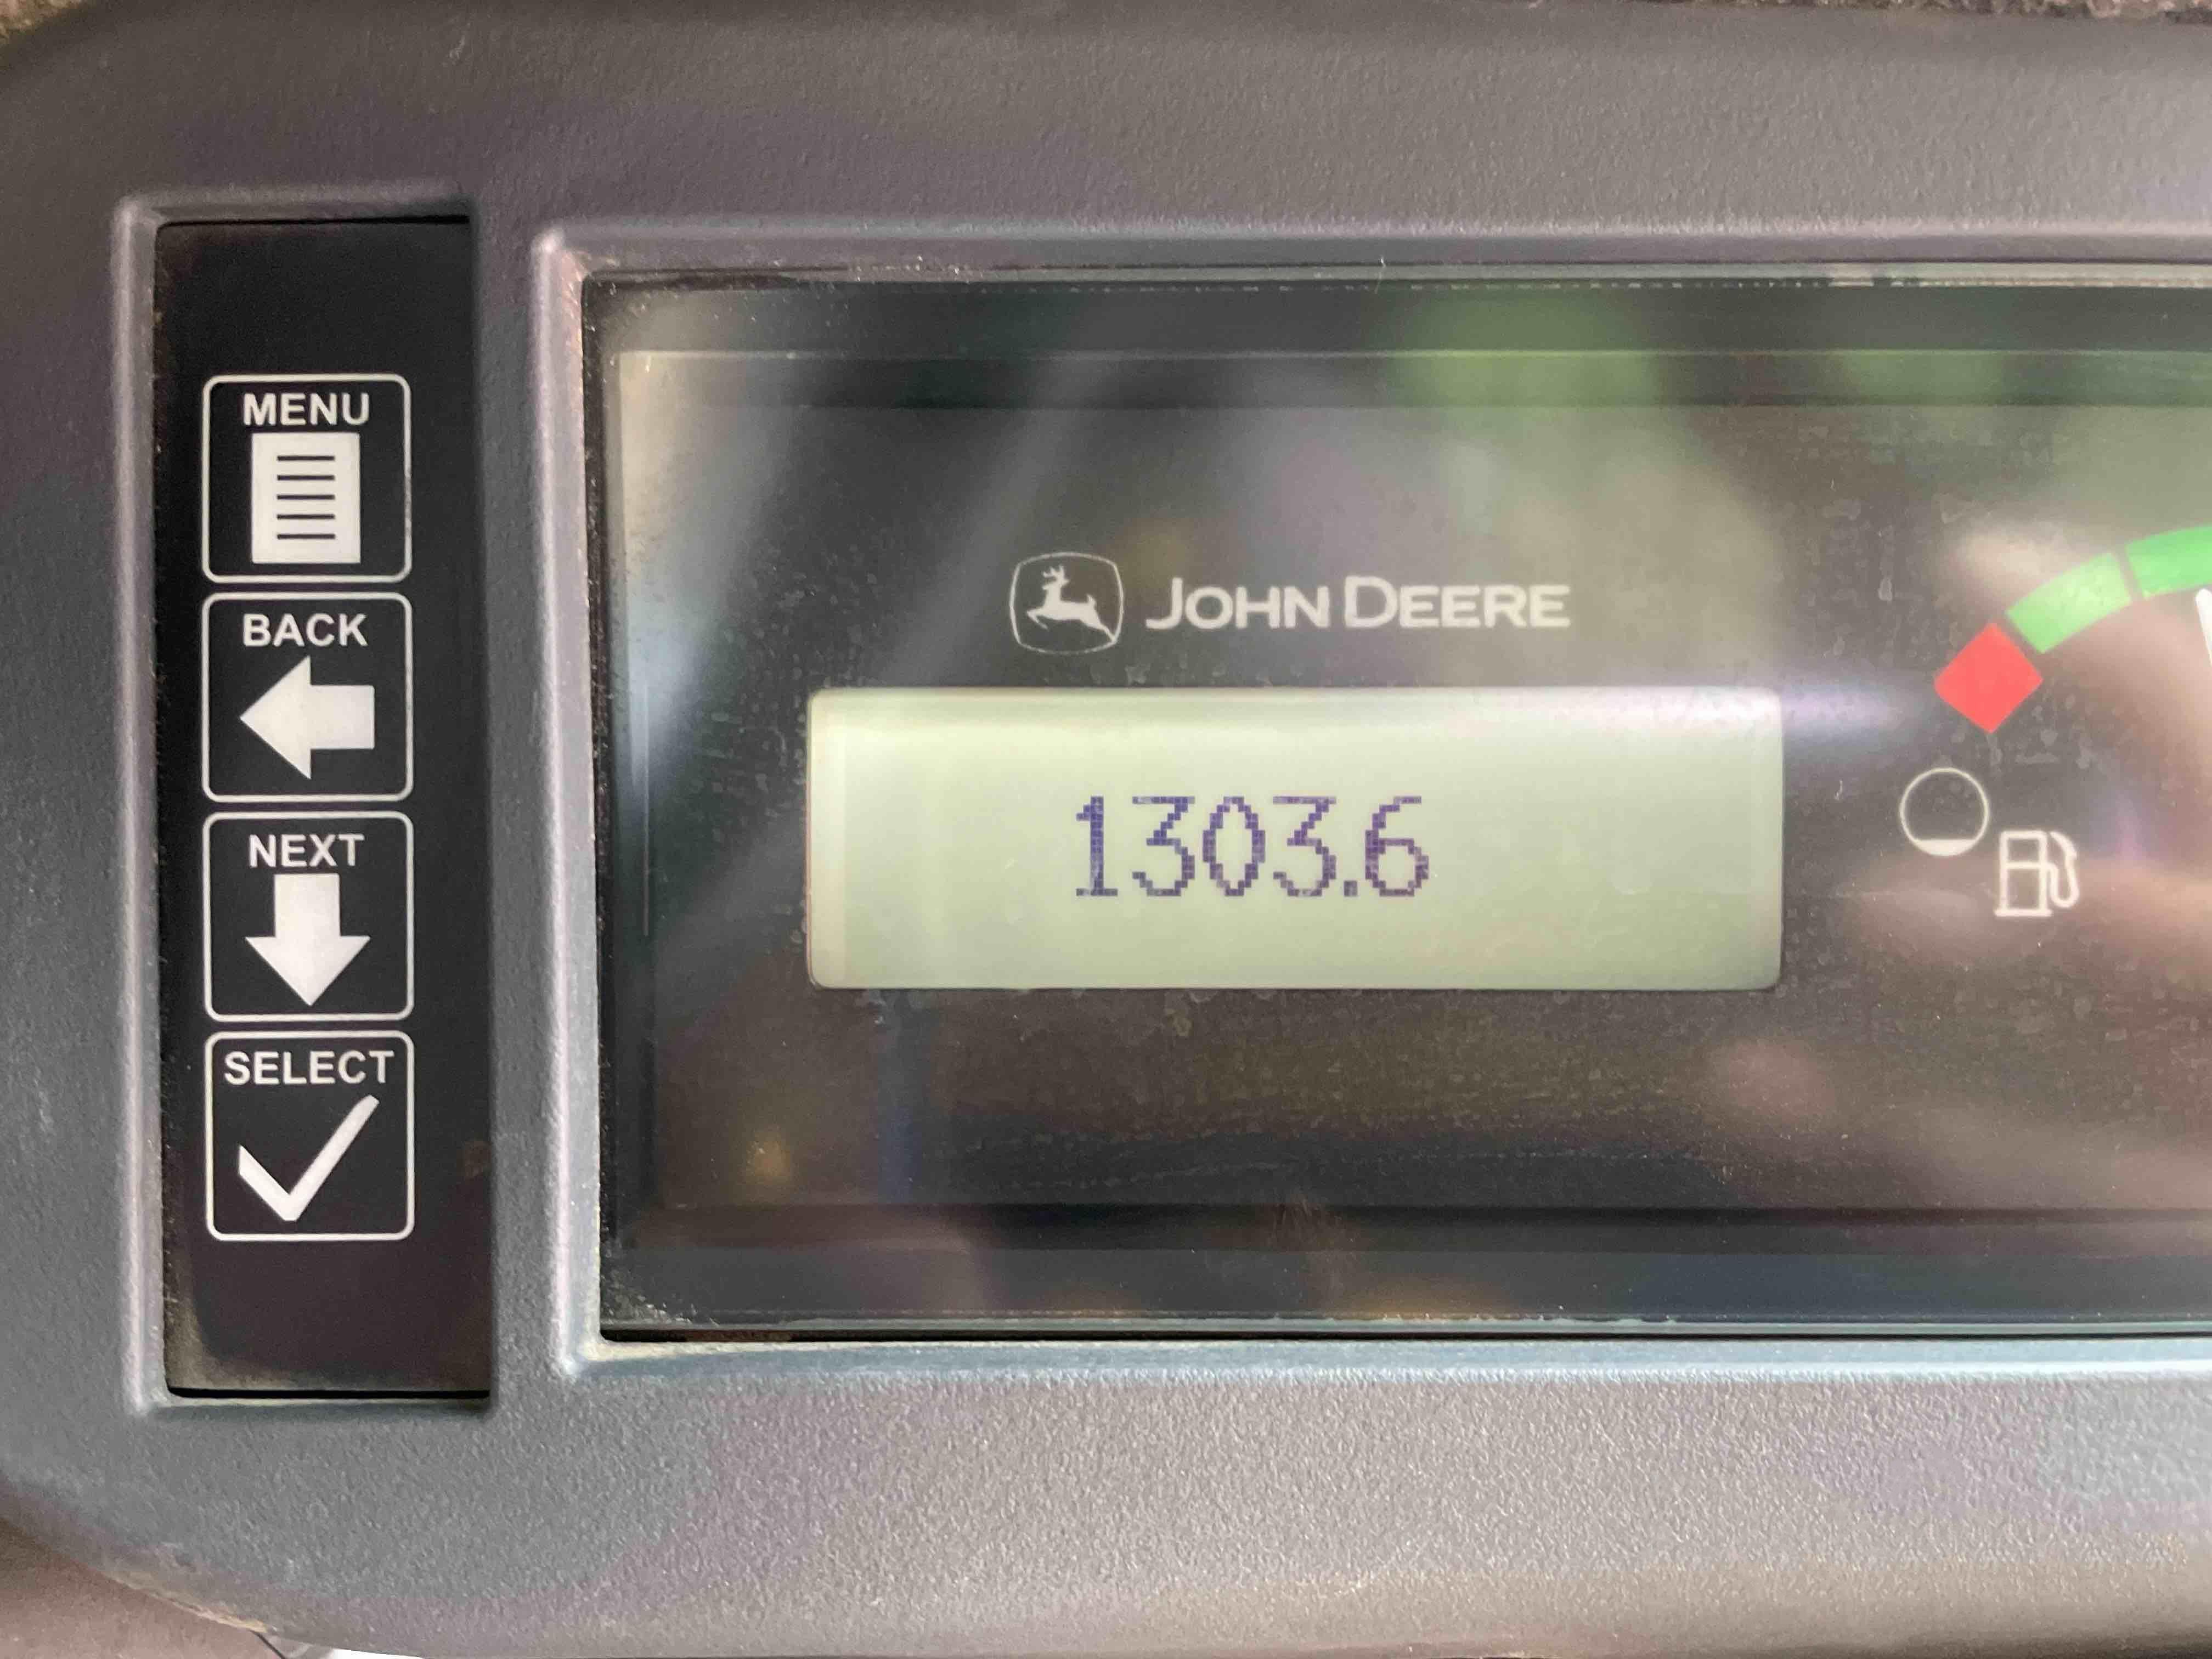 MENU
BACK
NEXT
SELECT
JOHN DEERE
1303.6